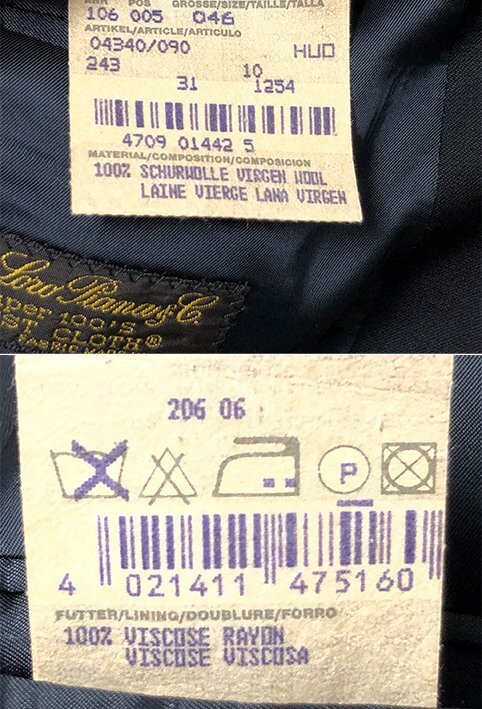 POS GRÖSSE/SIZE/TAILLE/TALLA
106 005 046
ARTIKEL/ARTICLE/ARTICULO
04340/090 HUD
243 10
31 1254
4709 01442 5
MATERIAL/COMPOSITION/COMPOSICION
100% SCHURWOLLE VIRGEN WOOL
LAINE VIERGE LANA VIRGEN
Loro Piana & C.
100'S
CLOTH®
206 06
P
4 021411 475160
FUTTER/LINING/DOUBLURE/FORRO
100% VISCOSE RAYON
VISCOSE VISCOSA